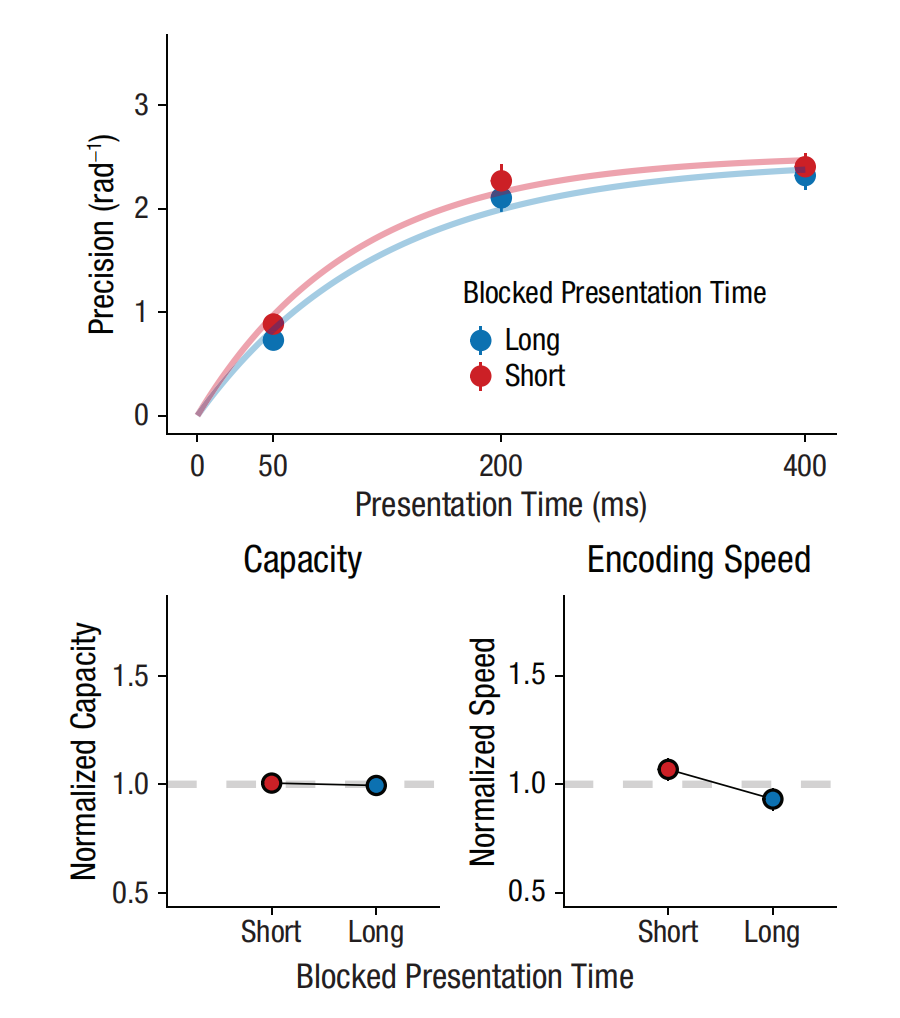 3
2
1
0
Precision (rad⁻¹)
Blocked Presentation Time
Long
Short
0 50 200 400
Presentation Time (ms)
Capacity
Normalized Capacity
1.5
1.0
0.5
Short Long
Encoding Speed
Normalized Speed
1.5
1.0
0.5
Short Long
Blocked Presentation Time